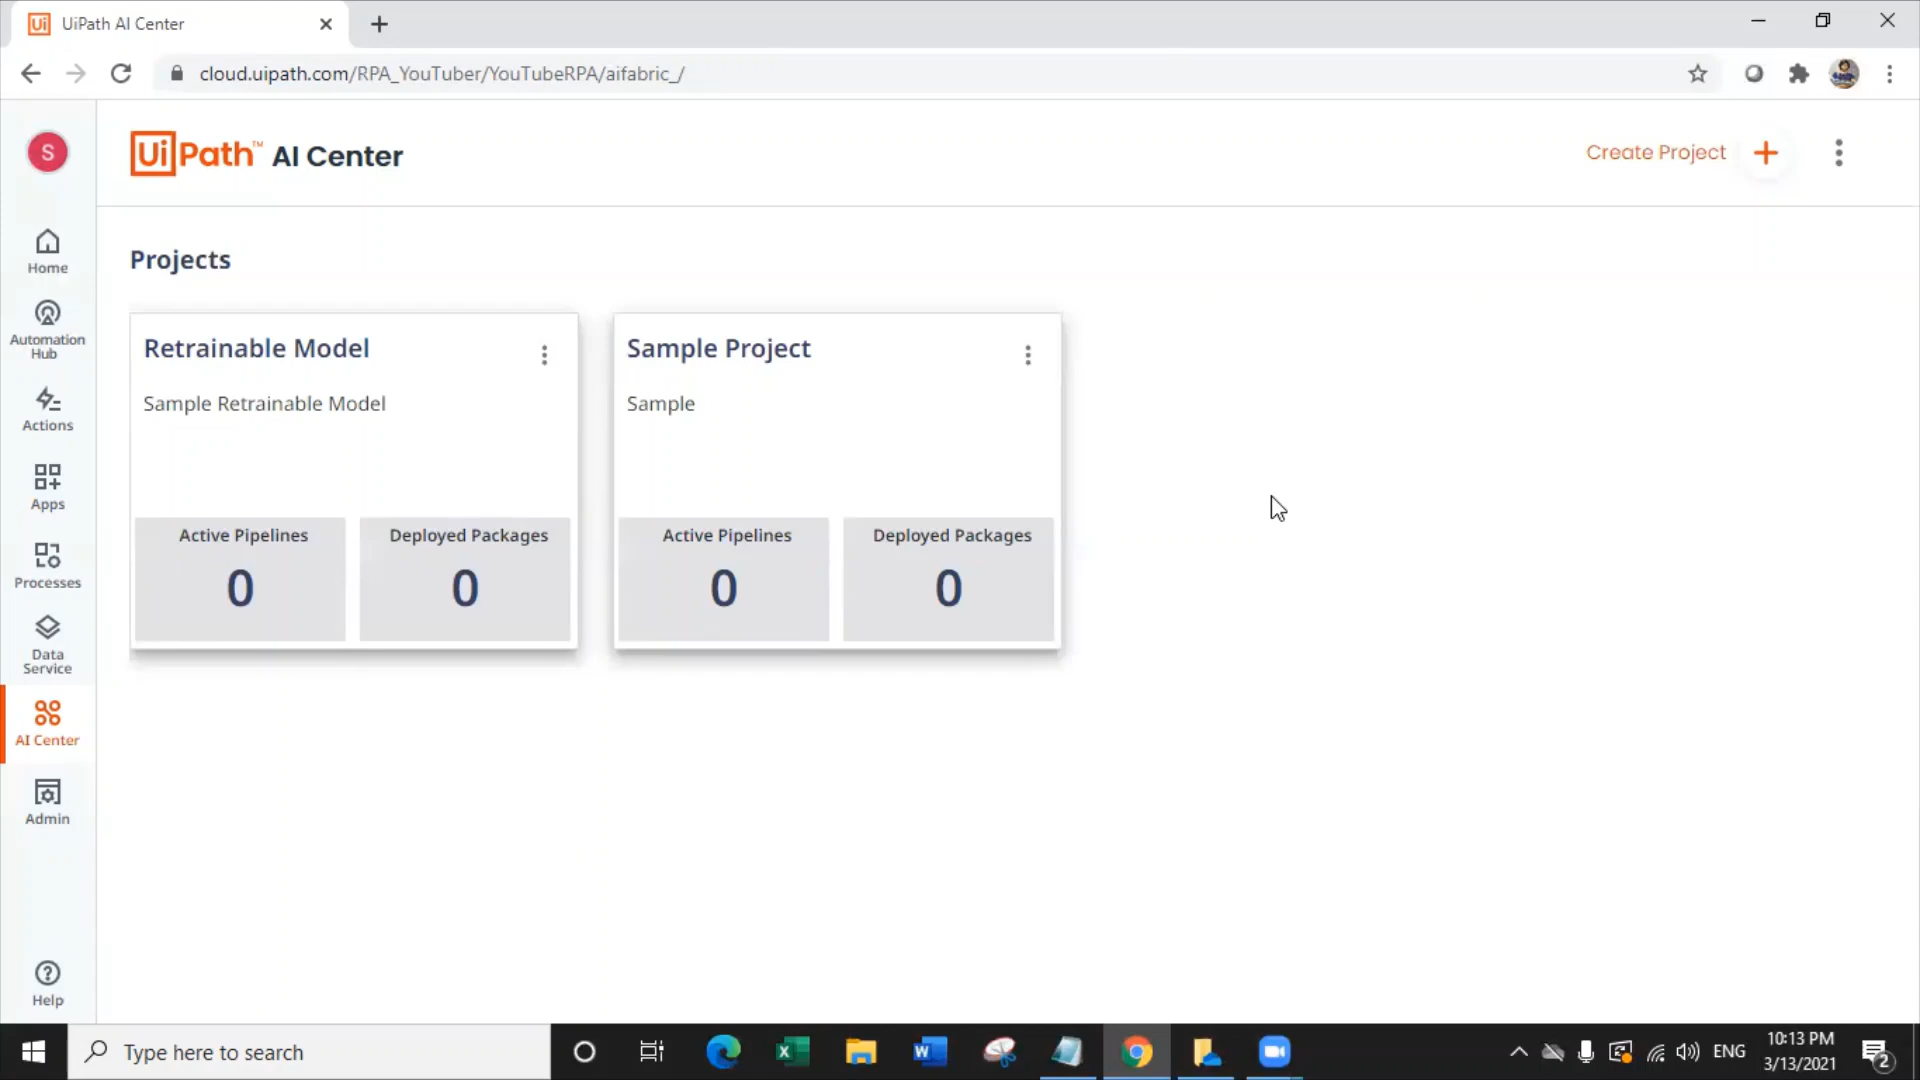 UiPath AI Center
cloud.uipath.com/RPA_YouTuber/YouTubeRPA/aifabric_/
S
UiPath™ AI Center
Create Project
Home
Automation
Hub
Actions
Apps
Processes
Data
Service
AI Center
Admin
Help
Projects
Retrainable Model
Sample Retrainable Model
Active Pipelines
0
Deployed Packages
0
Sample Project
Sample
Active Pipelines
0
Deployed Packages
0
Type here to search
ENG
10:13 PM
3/13/2021
2